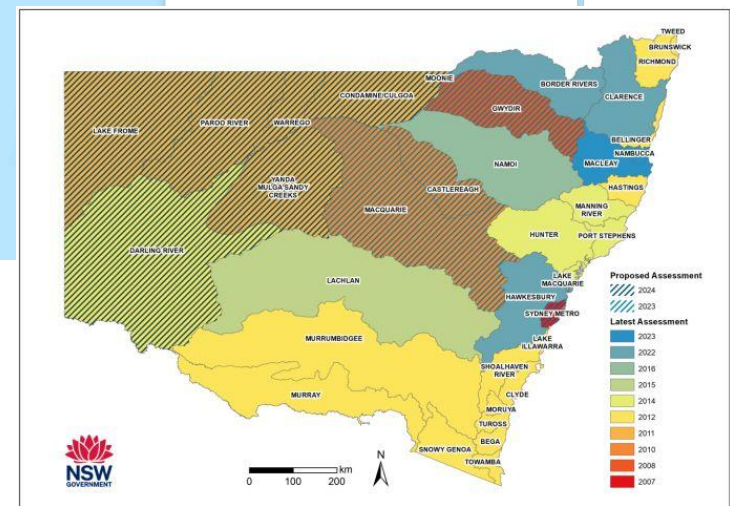 TWEED
BRUNSWICK
RICHMOND
MOONIE
BORDER RIVERS
CONDAMINE/CULGOA
CLARENCE
GWYDIR
LAKE FROME
PAROO RIVER
WARREGO
BELLINGER
NAMBUCCA
NAMOI
MACLEAY
YANDA
MULGA/SANDY
CREEKS
CASTLEREAGH
HASTINGS
MACQUARIE
MANNING
RIVER
HUNTER
PORT STEPHENS
DARLING RIVER
LAKE
MACQUARIE
LACHLAN
HAWKESBURY
SYDNEY METRO
LAKE
ILLAWARRA
MURRUMBIDGEE
SHOALHAVEN
RIVER
MURRAY
CLYDE
MORUYA
TUROSS
BEGA
SNOWY GENOA
TOWAMBA
Proposed Assessment
2024
2023
Latest Assessment
2023
2022
2016
2015
2014
2012
2011
2010
2008
2007
NSW
GOVERNMENT
km
0 100 200
N